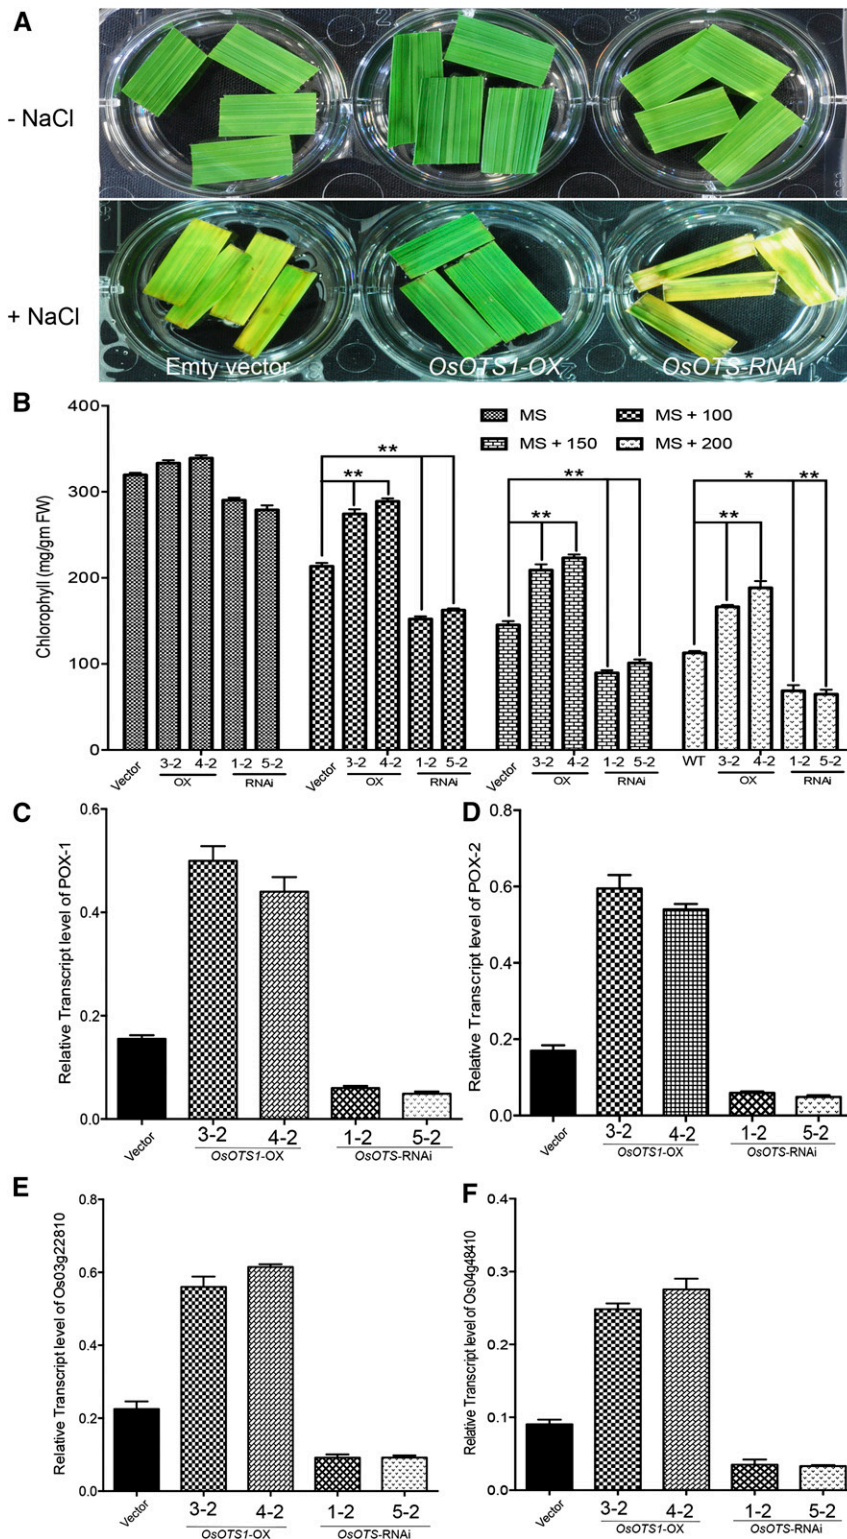 A
- NaCl
+ NaCl
Emty vector
OsOTS1-OX
OsOTS-RNAi
B
Chlorophyll (mg/gm FW)
400
300
200
100
0
MS
MS + 100
MS + 150
MS + 200
** ** ** ** * ** **
Vector 3-2 4-2 1-2 5-2 Vector 3-2 4-2 1-2 5-2 Vector 3-2 4-2 1-2 5-2 WT 3-2 4-2 1-2 5-2
OX RNAi OX RNAi OX RNAi OX RNAi
C
Relative Transcript level of POX-1
0.6
0.4
0.2
0.0
Vector 3-2 4-2 1-2 5-2
OsOTS1-OX OsOTS-RNAi
D
Relative Transcript level of POX-2
0.8
0.6
0.4
0.2
0.0
Vector 3-2 4-2 1-2 5-2
OsOTS1-OX OsOTS-RNAi
E
Relative Transcript level of Os03g22810
0.8
0.6
0.4
0.2
0.0
Vector 3-2 4-2 1-2 5-2
OsOTS1-OX OsOTS-RNAi
F
Relative Transcript level of Os04g48410
0.4
0.3
0.2
0.1
0.0
Vector 3-2 4-2 1-2 5-2
OsOTS1-OX OsOTS-RNAi